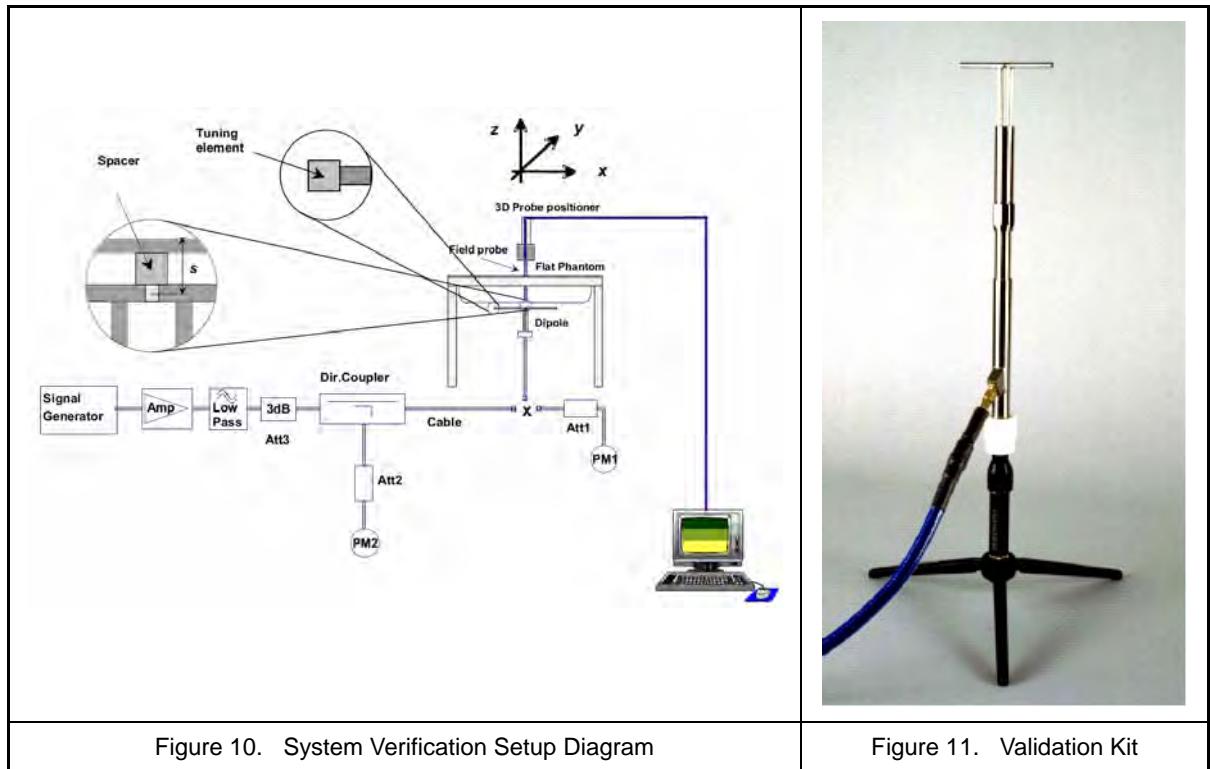 Tuning
element
Spacer
s
z
y
x
3D Probe positioner
Field probe
Flat Phantom
Dipole
Dir.Coupler
Signal
Generator
Amp
Low
Pass
3dB
Att3
Cable
x
Att1
PM1
Att2
PM2
Figure 10. System Verification Setup Diagram
Figure 11. Validation Kit